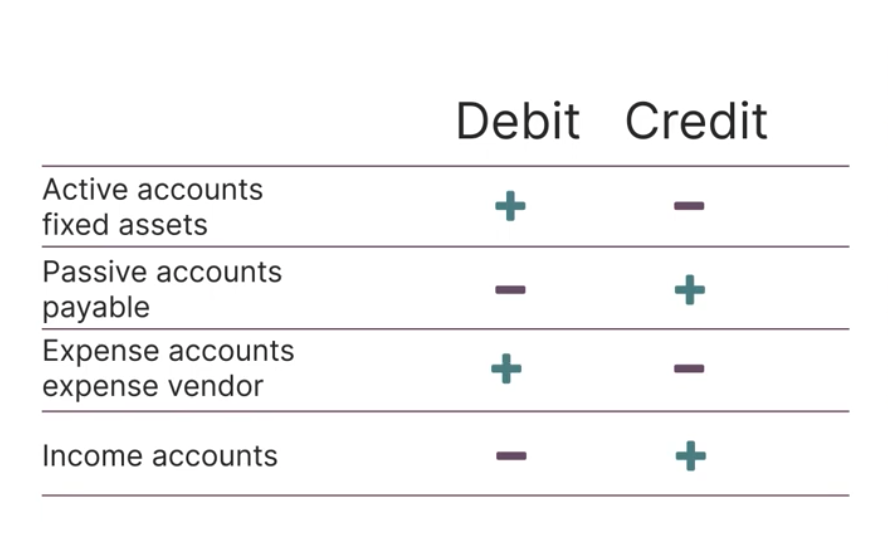 Debit Credit
Active accounts
fixed assets
+ −
Passive accounts
payable
− +
Expense accounts
expense vendor
+ −
Income accounts − +